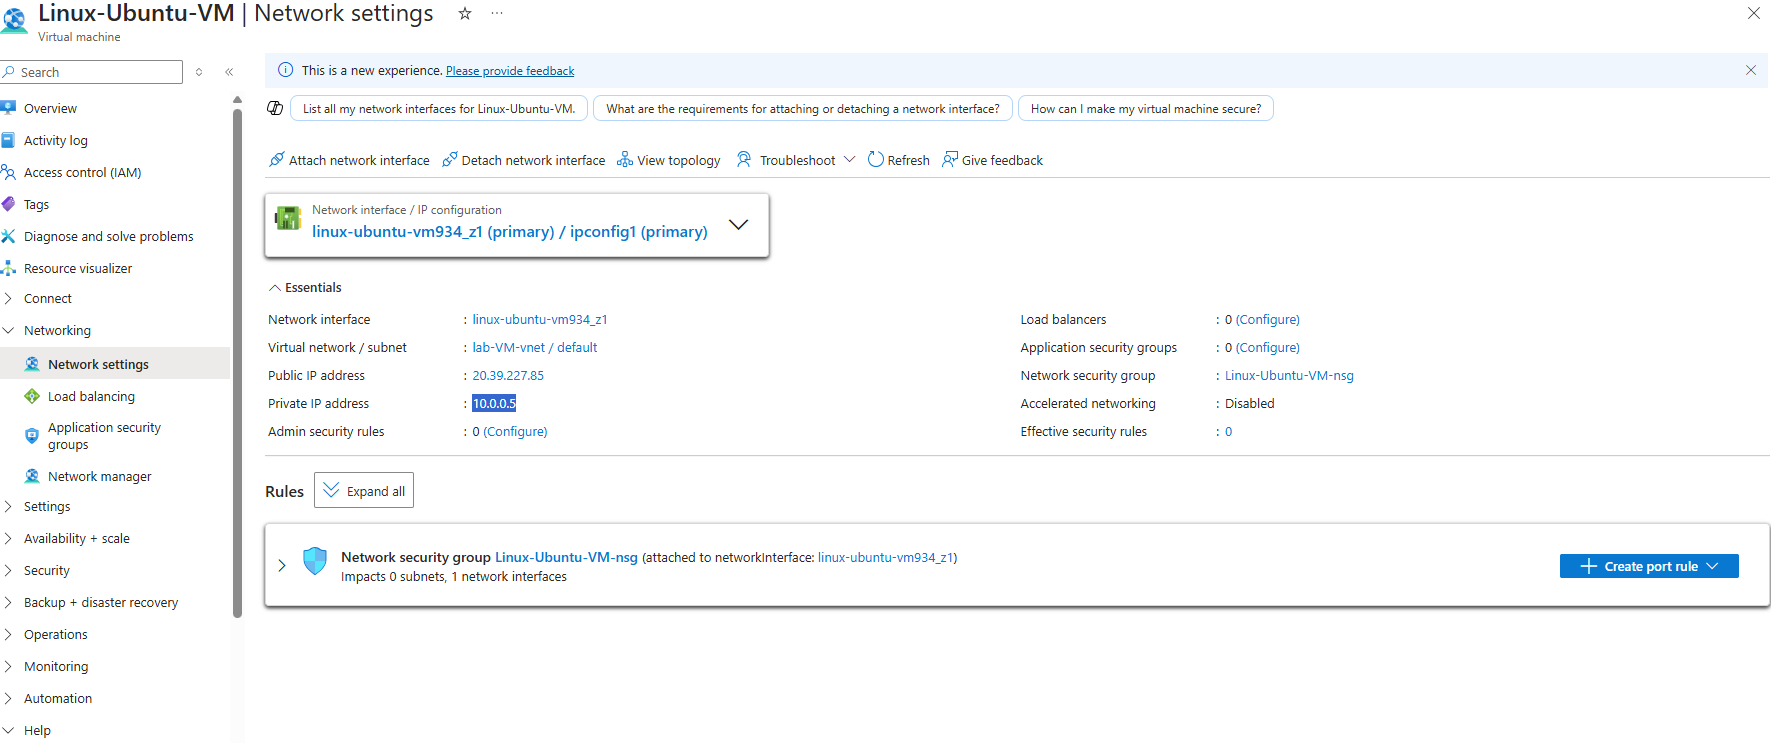 Linux-Ubuntu-VM | Network settings
Virtual machine
Search
Overview
Activity log
Access control (IAM)
Tags
Diagnose and solve problems
Resource visualizer
Connect
Networking
Network settings
Load balancing
Application security
groups
Network manager
Settings
Availability + scale
Security
Backup + disaster recovery
Operations
Monitoring
Automation
Help
This is a new experience. Please provide feedback
List all my network interfaces for Linux-Ubuntu-VM.
What are the requirements for attaching or detaching a network interface?
How can I make my virtual machine secure?
Attach network interface
Detach network interface
View topology
Troubleshoot
Refresh
Give feedback
Network interface / IP configuration
linux-ubuntu-vm934_z1 (primary) / ipconfig1 (primary)
Essentials
Network interface : linux-ubuntu-vm934_z1
Virtual network / subnet : lab-VM-vnet / default
Public IP address : 20.39.227.85
Private IP address : 10.0.0.5
Admin security rules : 0 (Configure)
Load balancers : 0 (Configure)
Application security groups : 0 (Configure)
Network security group : Linux-Ubuntu-VM-nsg
Accelerated networking : Disabled
Effective security rules : 0
Rules
Expand all
Network security group Linux-Ubuntu-VM-nsg (attached to networkInterface: linux-ubuntu-vm934_z1)
Impacts 0 subnets, 1 network interfaces
Create port rule